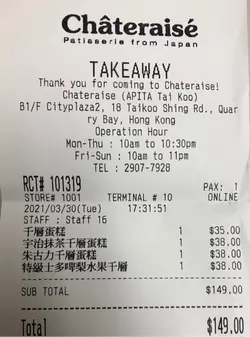 Châteraisé
Patisserie from Japan
TAKEAWAY
Thank you for coming to Chateraise!
Chateraise (APITA Tai Koo)
B1/F Cityplaza2, 18 Taikoo Shing Rd., Quar
ry Bay, Hong Kong
Operation Hour
Mon-Thu : 10am to 10:30pm
Fri-Sun : 10am to 11pm
TEL : 2907-7928
RCT# 101319 PAX: 1
STORE# 1001 TERMINAL # 10 ONLINE
2021/03/30(Tue) 17:31:51
STAFF : Staff 16
千層蛋糕 1 $35.00
宇治抹茶千層蛋糕 1 $38.00
朱古力千層蛋糕 1 $38.00
特級士多啤梨水果千層 1 $38.00
SUB TOTAL $149.00
Total $149.00